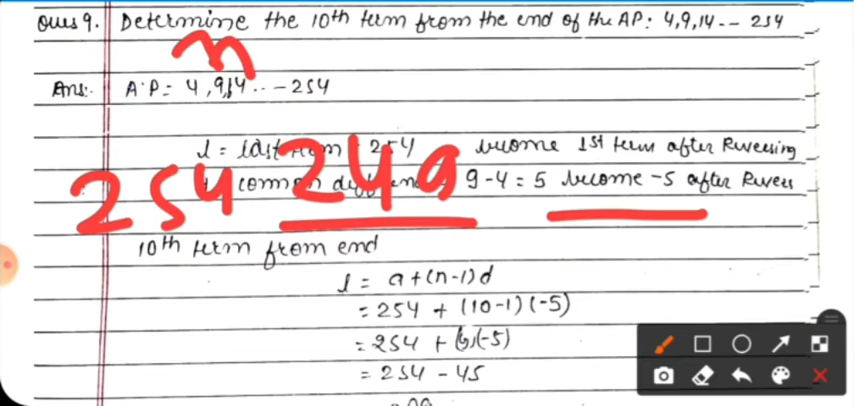 Ques 9. Determine the 10th term from the end of the AP: 4,9,14 -- 254
Ans:- A.P = 4, 9, 14 .. - 254
l = last term 254 become 1st term after Reversing
common 9-4 = 5 become -5 after Revers
254 249
10th term from end
l = a+(n-1)d
= 254 + (10-1)(-5)
= 254 + (9)(-5)
= 254 - 45